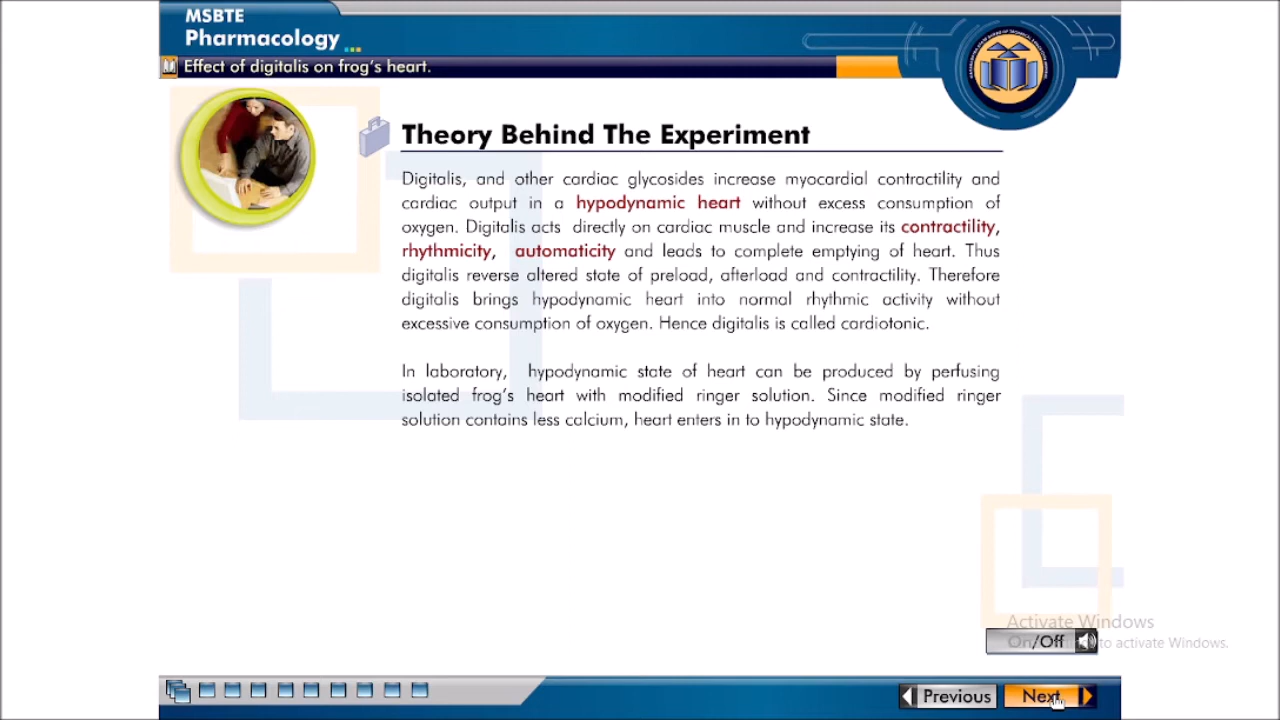 MSBTE
Pharmacology
Effect of digitalis on frog's heart.
Theory Behind The Experiment
Digitalis, and other cardiac glycosides increase myocardial contractility and
cardiac output in a hypodynamic heart without excess consumption of
oxygen. Digitalis acts directly on cardiac muscle and increase its contractility,
rhythmicity, automaticity and leads to complete emptying of heart. Thus
digitalis reverse altered state of preload, afterload and contractility. Therefore
digitalis brings hypodynamic heart into normal rhythmic activity without
excessive consumption of oxygen. Hence digitalis is called cardiotonic.
In laboratory, hypodynamic state of heart can be produced by perfusing
isolated frog's heart with modified ringer solution. Since modified ringer
solution contains less calcium, heart enters in to hypodynamic state.
Activate Windows
On/Off
to activate Windows.
Previous
Next